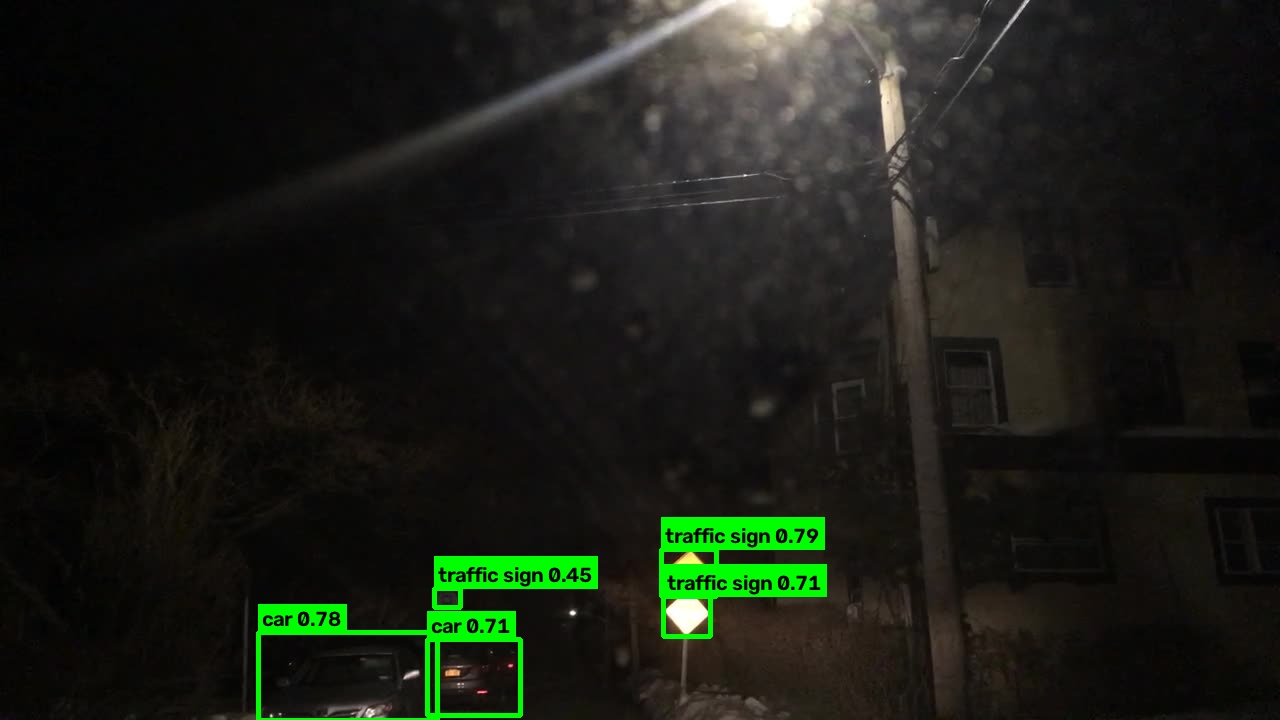 traffic sign 0.79
traffic sign 0.45
traffic sign 0.71
car 0.78
car 0.71